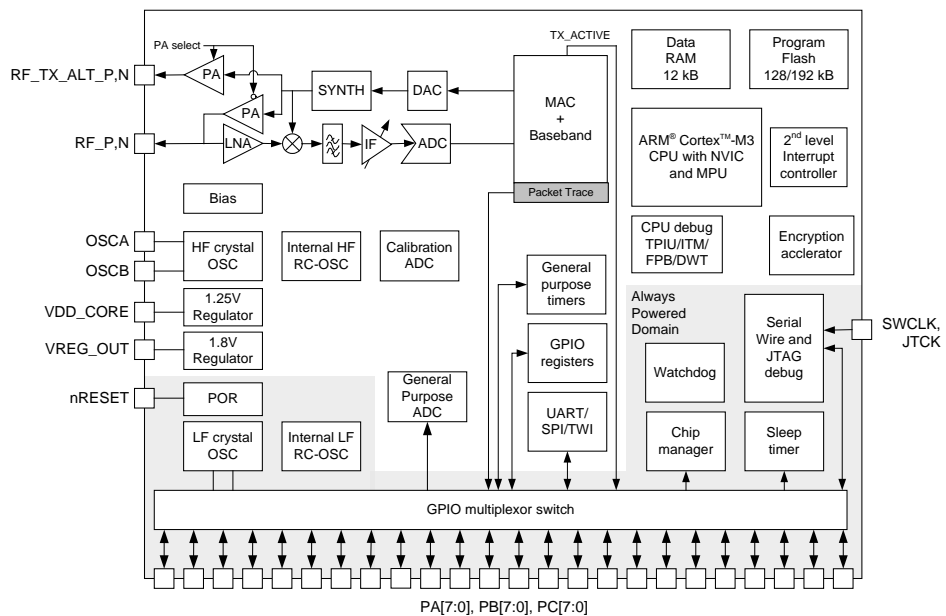 TX_ACTIVE
PA select
RF_TX_ALT_P,N
PA
SYNTH
DAC
MAC
+
Baseband
Data
RAM
12 kB
Program
Flash
128/192 kB
PA
RF_P,N
LNA
IF
ADC
ARM® Cortex™-M3
CPU with NVIC
and MPU
2nd level
Interrupt
controller
Packet Trace
Bias
OSCA
OSCB
HF crystal
OSC
Internal HF
RC-OSC
Calibration
ADC
CPU debug
TPIU/ITM/
FPB/DWT
Encryption
acclerator
General
purpose
timers
VDD_CORE
1.25V
Regulator
Always
Powered
Domain
Serial
Wire and
JTAG
debug
SWCLK,
JTCK
VREG_OUT
1.8V
Regulator
GPIO
registers
Watchdog
nRESET
POR
General
Purpose
ADC
UART/
SPI/TWI
LF crystal
OSC
Internal LF
RC-OSC
Chip
manager
Sleep
timer
GPIO multiplexor switch
PA[7:0], PB[7:0], PC[7:0]